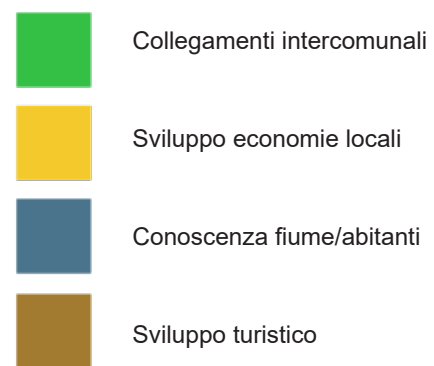 Collegamenti intercomunali
Sviluppo economie locali
Conoscenza fiume/abitanti
Sviluppo turistico